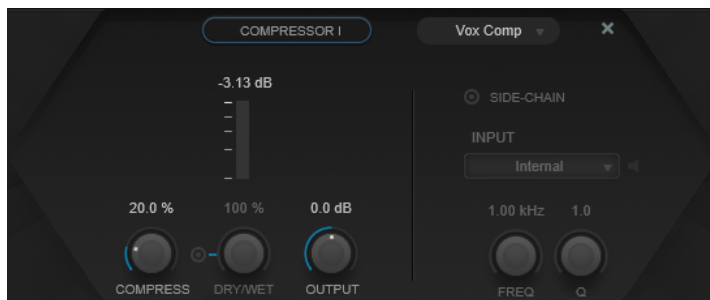 COMPRESSOR I
Vox Comp
-3.13 dB
SIDE-CHAIN
INPUT
Internal
20.0 % 100 % 0.0 dB
1.00 kHz 1.0
COMPRESS DRY/WET OUTPUT
FREQ Q